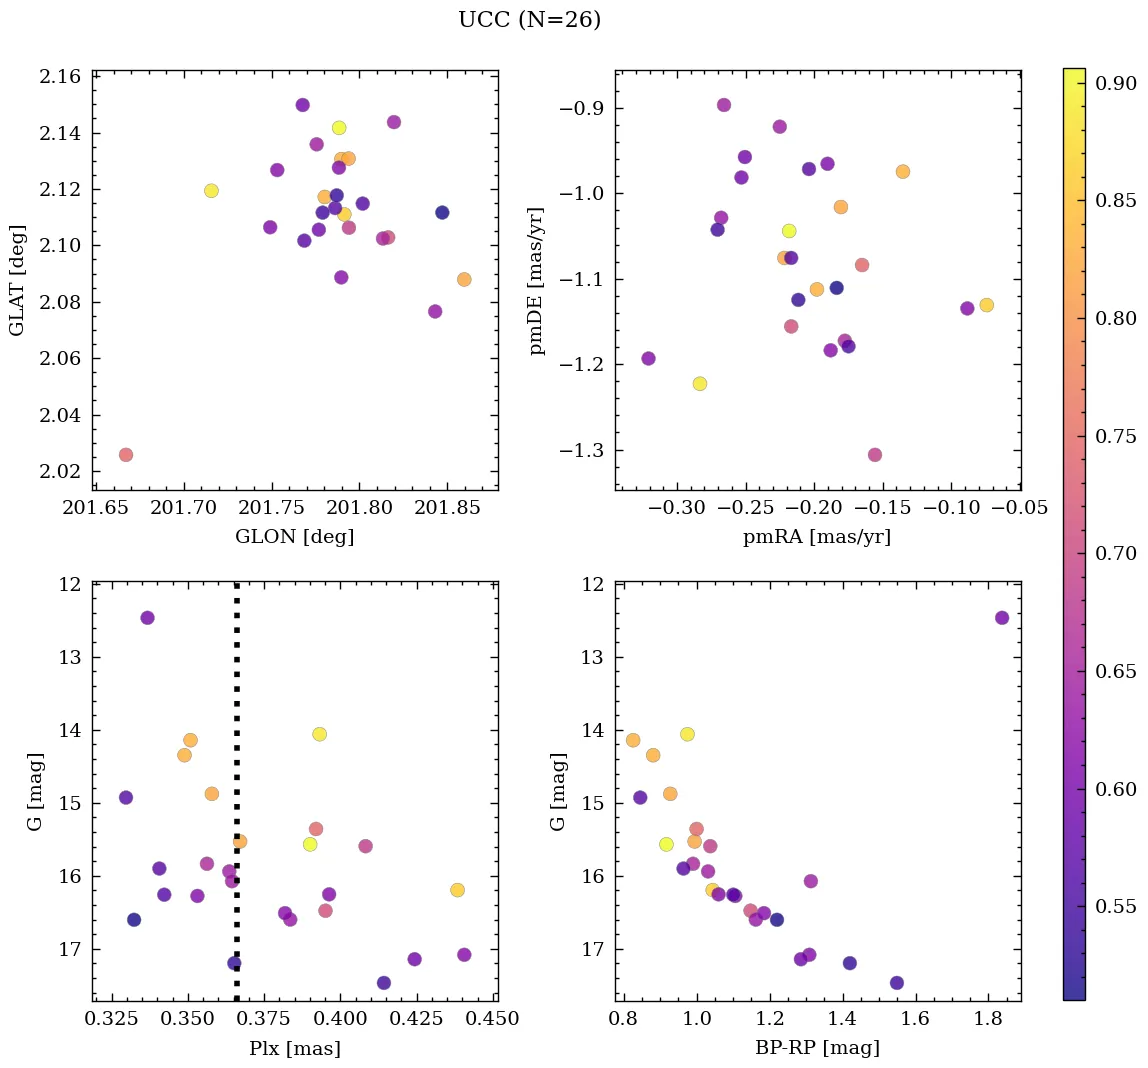 UCC (N=26)
2.16
2.14
2.12
2.10
2.08
2.06
2.04
2.02
GLAT [deg]
201.65 201.70 201.75 201.80 201.85
GLON [deg]
−0.9
−1.0
−1.1
−1.2
−1.3
pmDE [mas/yr]
−0.30 −0.25 −0.20 −0.15 −0.10 −0.05
pmRA [mas/yr]
12
13
14
15
16
17
G [mag]
0.325 0.350 0.375 0.400 0.425 0.450
Plx [mas]
12
13
14
15
16
17
G [mag]
0.8 1.0 1.2 1.4 1.6 1.8
BP-RP [mag]
0.90
0.85
0.80
0.75
0.70
0.65
0.60
0.55